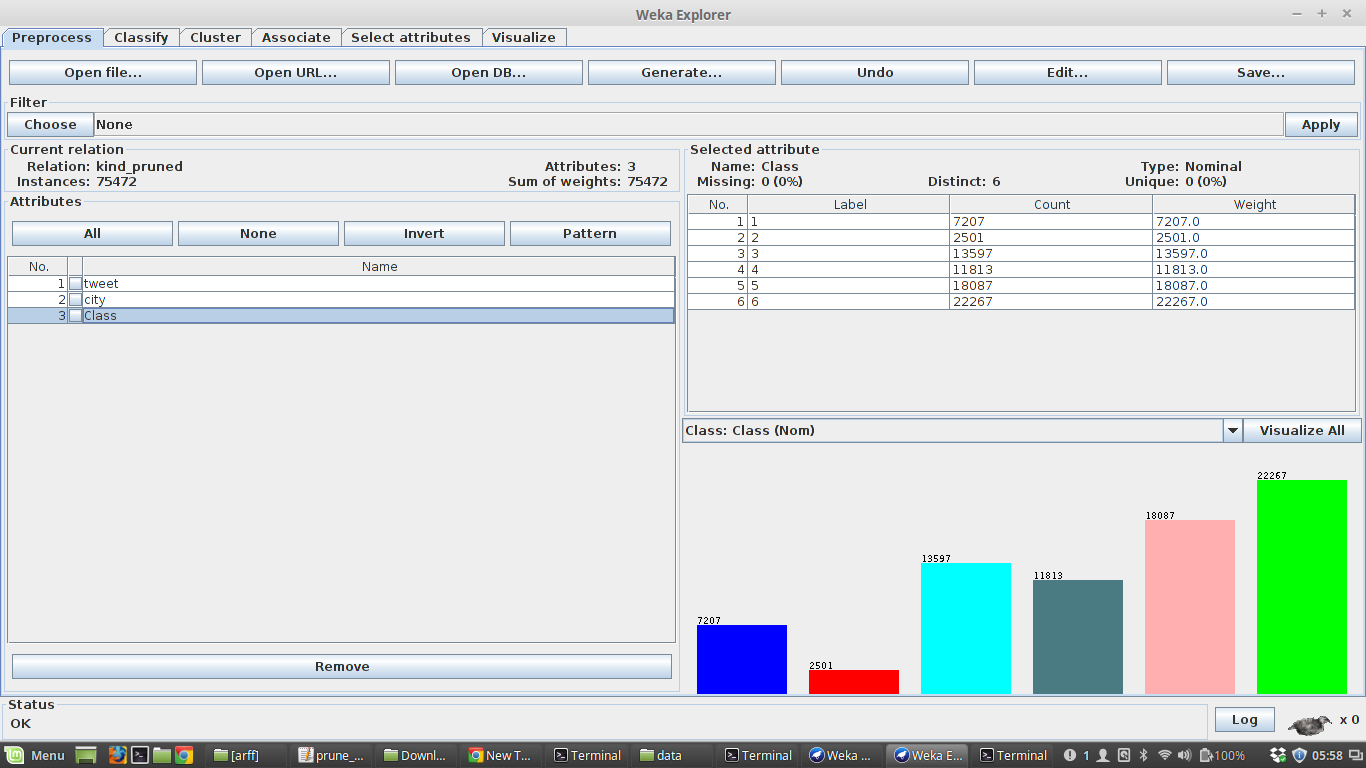 Weka Explorer
Preprocess Classify Cluster Associate Select attributes Visualize
Open file... Open URL... Open DB... Generate... Undo Edit... Save...
Filter
Choose None Apply
Current relation
Relation: kind_pruned Attributes: 3
Instances: 75472 Sum of weights: 75472
Attributes
All None Invert Pattern
No. Name
1 tweet
2 city
3 Class
Remove
Selected attribute
Name: Class Type: Nominal
Missing: 0 (0%) Distinct: 6 Unique: 0 (0%)
No. Label Count Weight
1 1 7207 7207.0
2 2 2501 2501.0
3 3 13597 13597.0
4 4 11813 11813.0
5 5 18087 18087.0
6 6 22267 22267.0
Class: Class (Nom) Visualize All
22267
18087
13597
11813
7207
2501
Status
OK Log x 0
Menu [arff] prune_... Downl... New T... Terminal data Terminal Weka ... Weka E... Terminal 1 100% 05:58